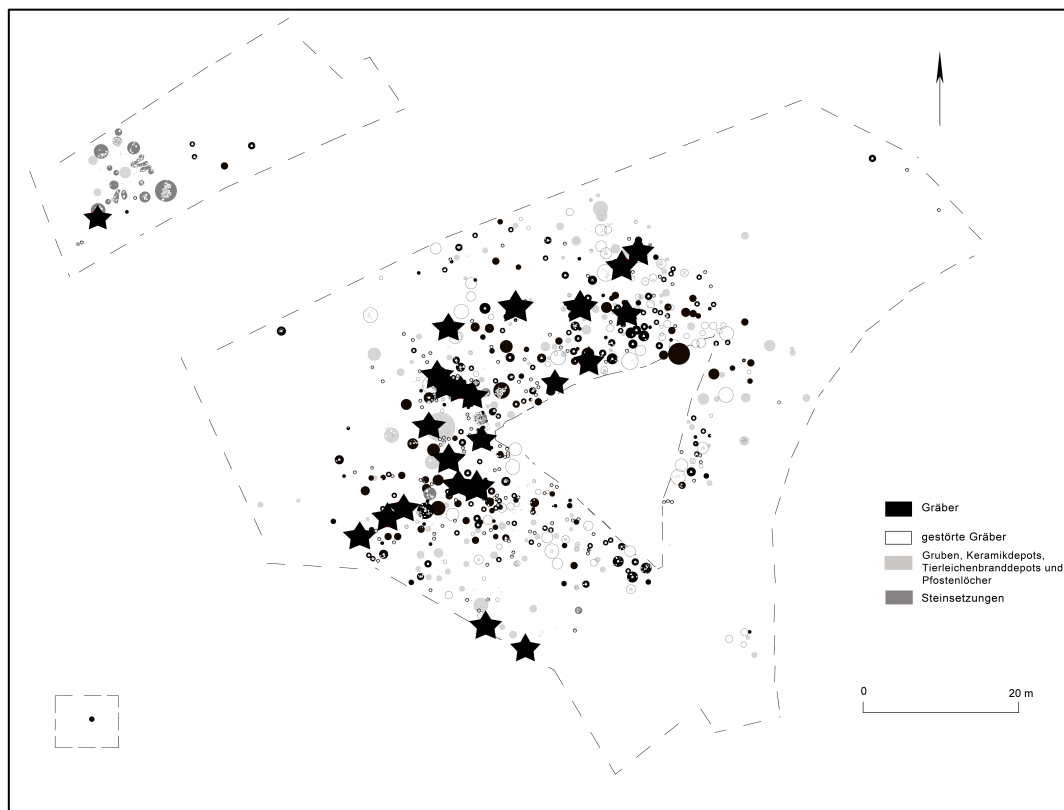 Gräber
gestörte Gräber
Gruben, Keramikdepots,
Tierleichenbranddepots und
Pfostenlöcher
Steinsetzungen
0 20 m